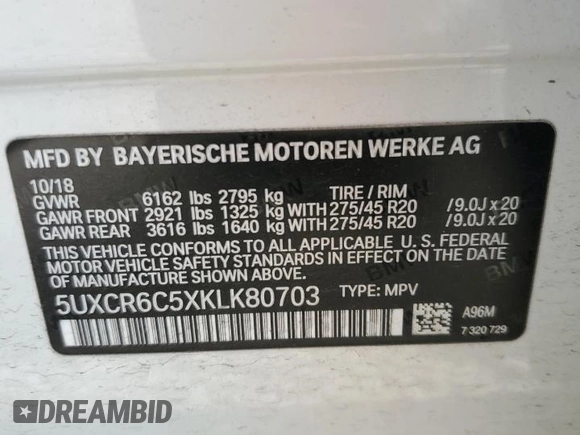 MFD BY BAYERISCHE MOTOREN WERKE AG
10/18
GVWR 6162 lbs 2795 kg TIRE / RIM
GAWR FRONT 2921 lbs 1325 kg WITH 275/45 R20 /9.0J x 20
GAWR REAR 3616 lbs 1640 kg WITH 275/45 R20 /9.0J x 20
THIS VEHICLE CONFORMS TO ALL APPLICABLE U.S. FEDERAL
MOTOR VEHICLE SAFETY STANDARDS IN EFFECT ON THE DATE
OF MANUFACTURE SHOWN ABOVE.
5UXCR6C5XKLK80703 TYPE: MPV
A96M
7 320 729
DREAMBID